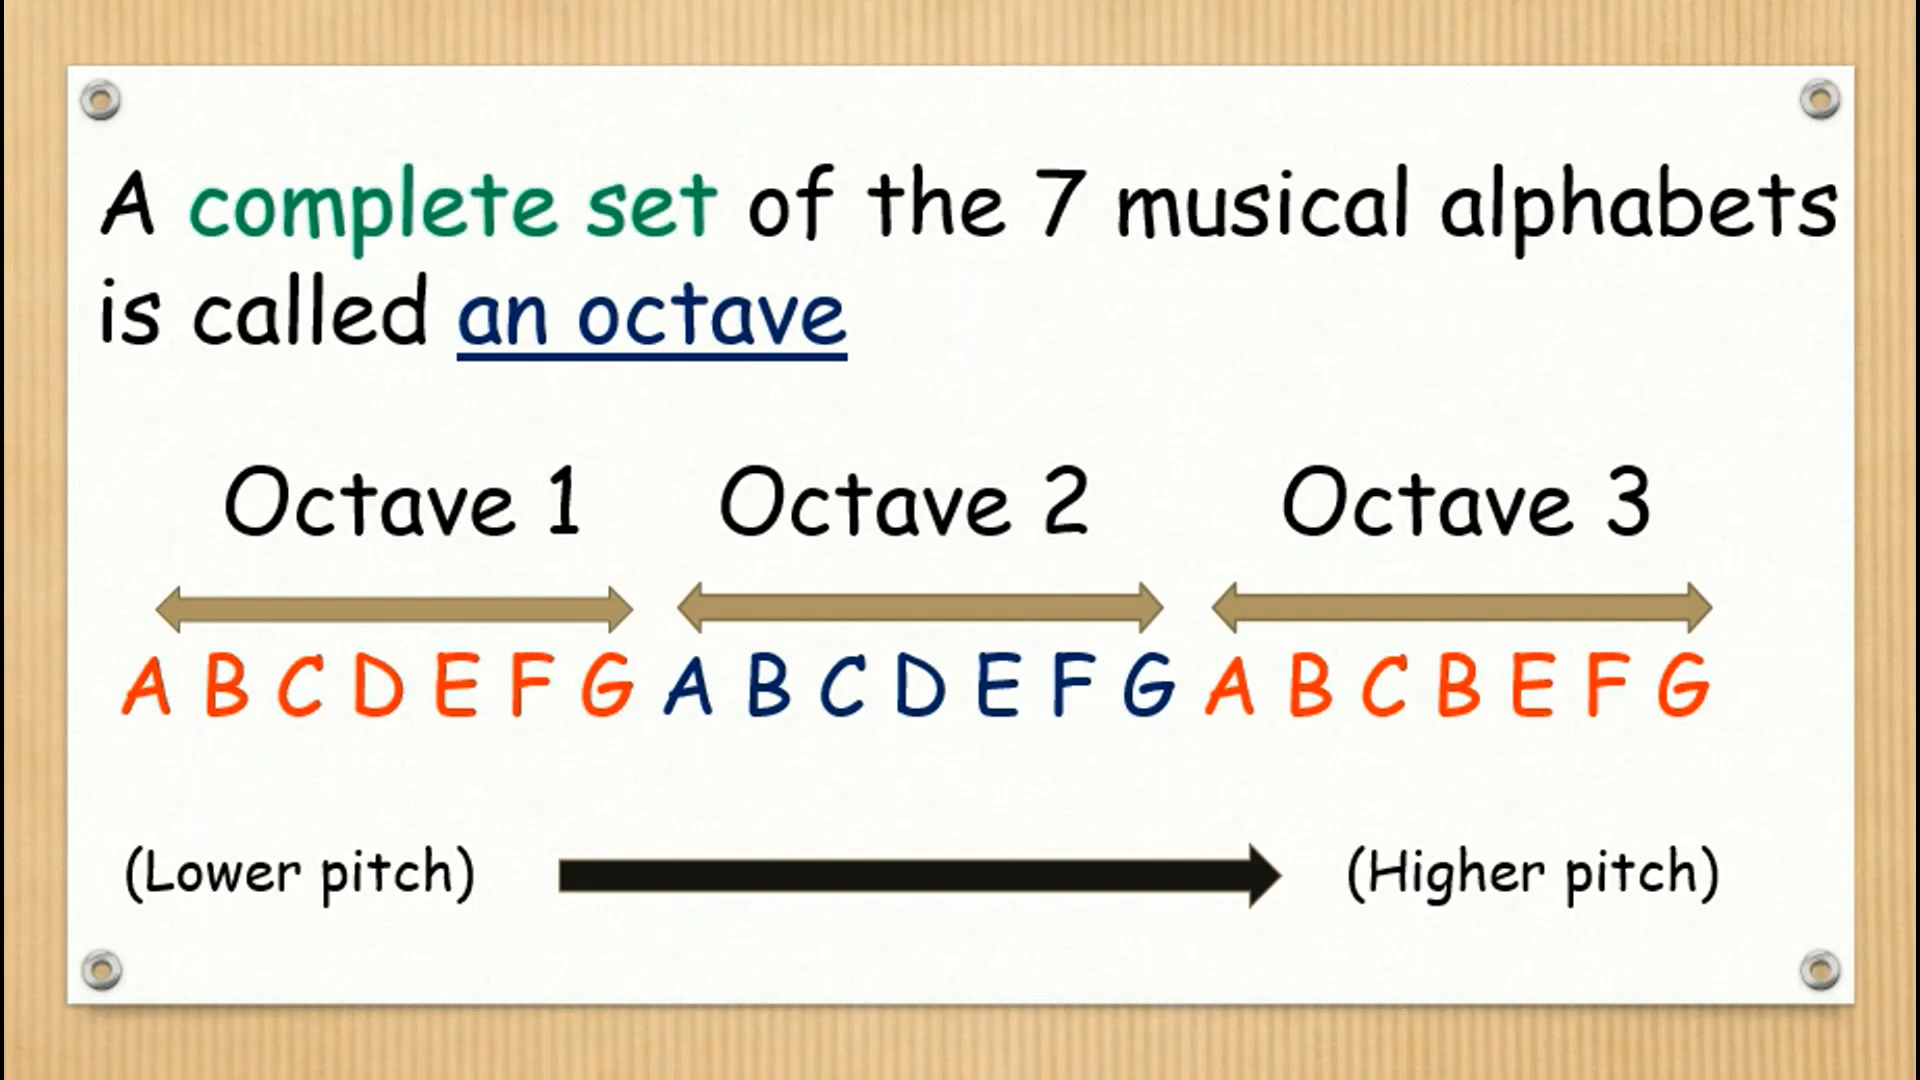 A complete set of the 7 musical alphabets
is called an octave
Octave 1 Octave 2 Octave 3
A B C D E F G A B C D E F G A B C B E F G
(Lower pitch) (Higher pitch)